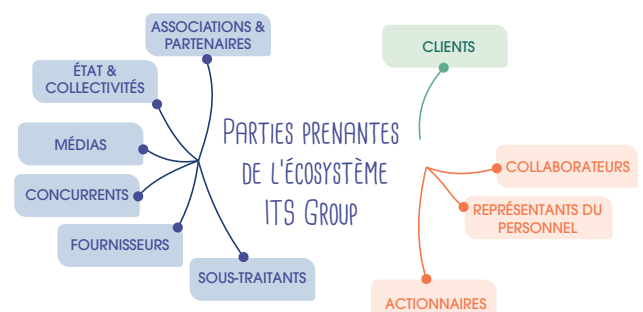 ASSOCIATIONS &
PARTENAIRES
ÉTAT &
COLLECTIVITÉS
MÉDIAS
CONCURRENTS
FOURNISSEURS
SOUS-TRAITANTS
PARTIES PRENANTES
DE L'ÉCOSYSTÈME
ITS GROUP
CLIENTS
COLLABORATEURS
REPRÉSENTANTS DU
PERSONNEL
ACTIONNAIRES